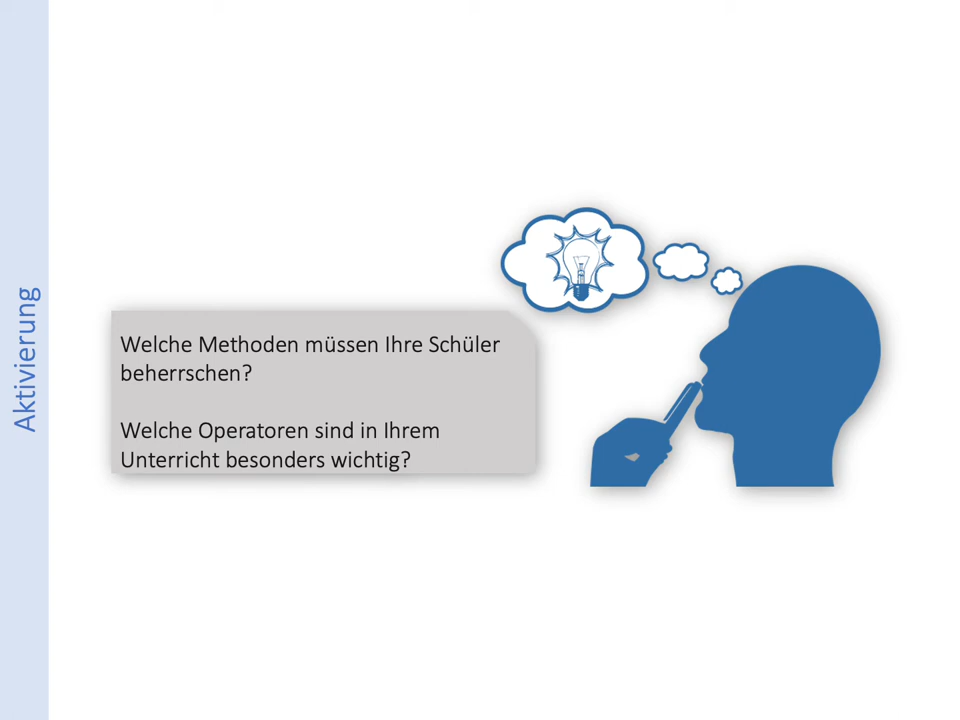 Aktivierung
Welche Methoden müssen Ihre Schüler
beherrschen?
Welche Operatoren sind in Ihrem
Unterricht besonders wichtig?